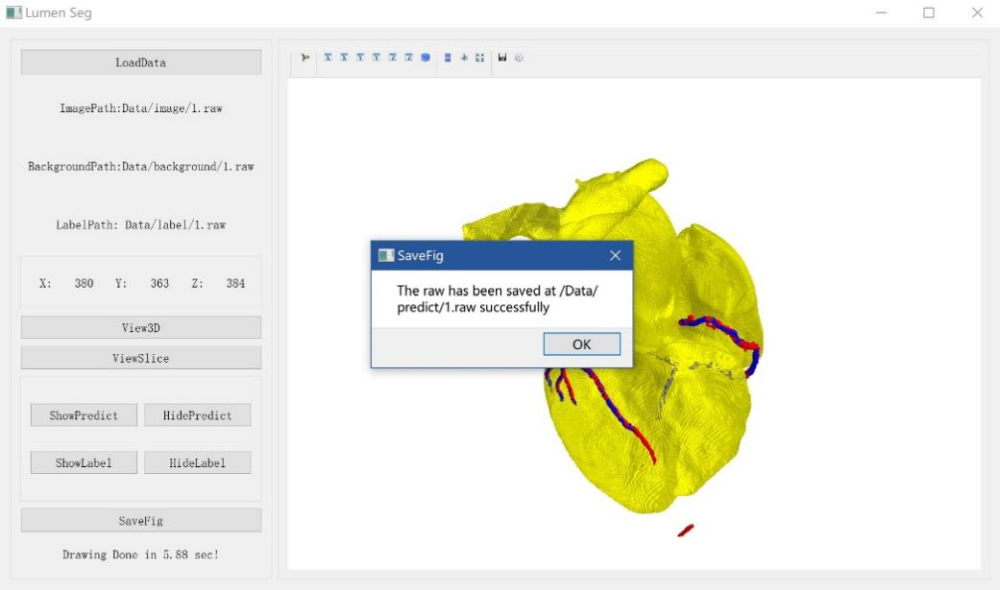 Lumen Seg
LoadData
ImagePath:Data/image/1.raw
BackgroundPath:Data/background/1.raw
LabelPath: Data/label/1.raw
X: 380 Y: 363 Z: 384
View3D
ViewSlice
ShowPredict HidePredict
ShowLabel HideLabel
SaveFig
Drawing Done in 5.88 sec!
X X Y Y Z Z
SaveFig
The raw has been saved at /Data/
predict/1.raw successfully
OK